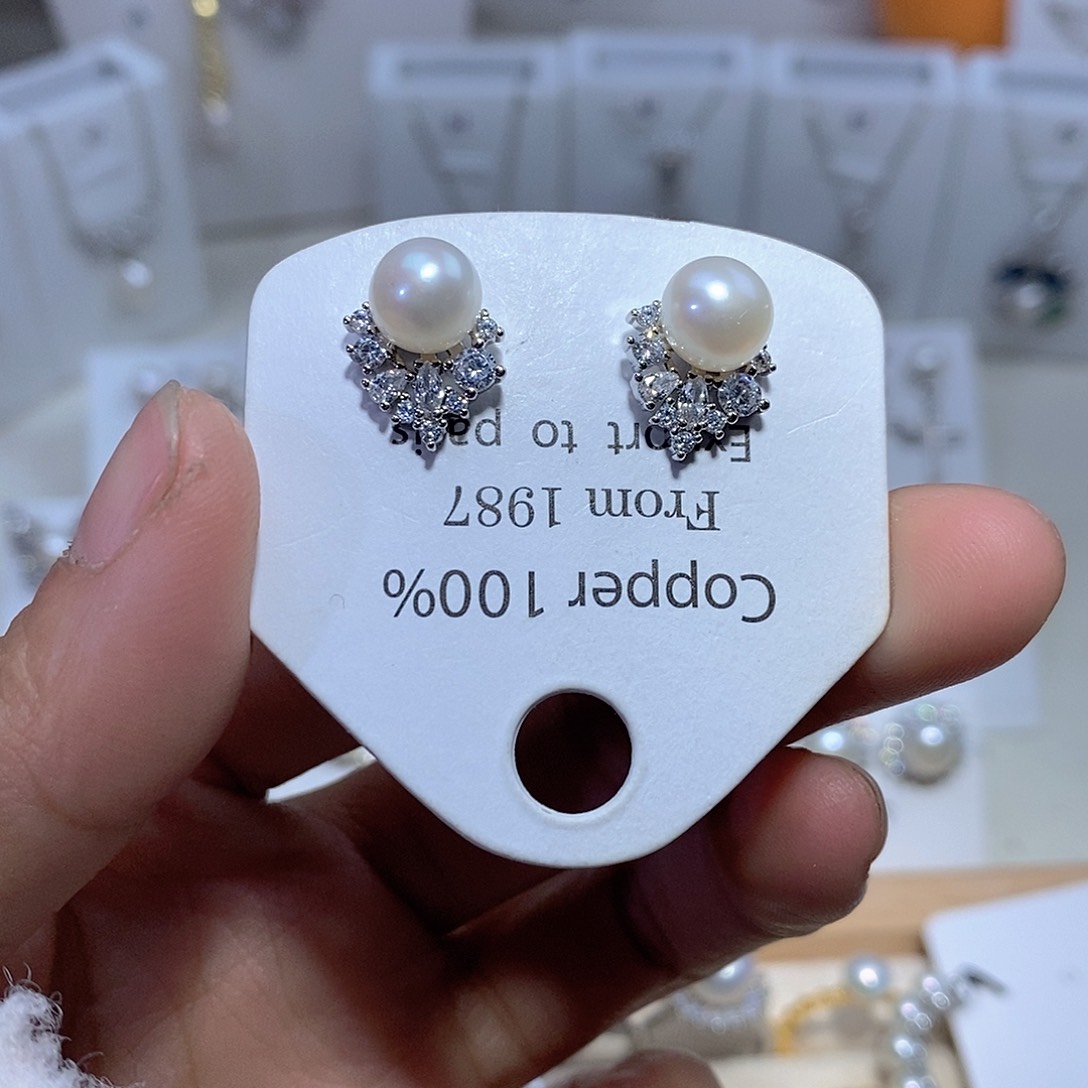 Copper 100%
From 1987
Export to paris